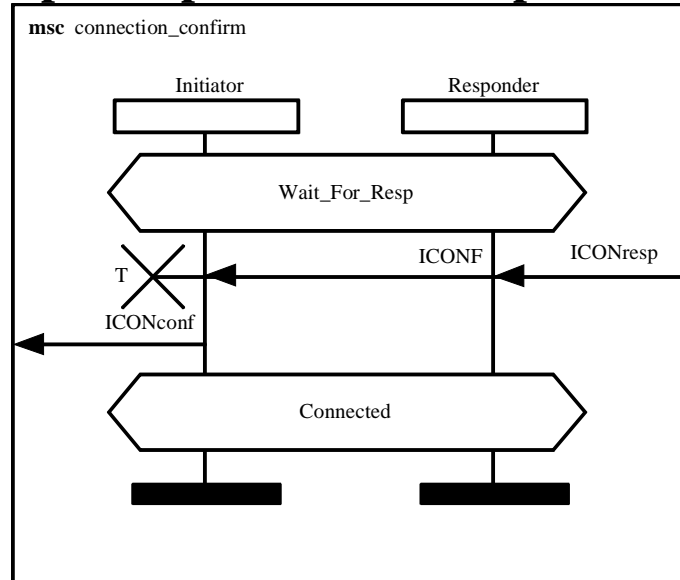 msc connection_confirm
Initiator Responder
Wait_For_Resp
ICONF ICONresp
T
ICONconf
Connected